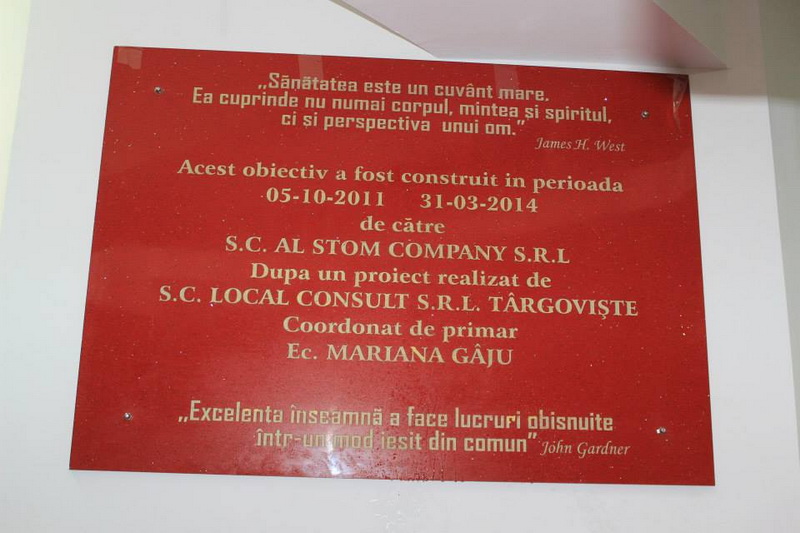 „Sănătatea este un cuvânt mare.
Ea cuprinde nu numai corpul, mintea și spiritul,
ci și perspectiva unui om."
James H. West
Acest obiectiv a fost construit in perioada
05-10-2011 31-03-2014
de către
S.C. AL STOM COMPANY S.R.L
Dupa un proiect realizat de
S.C. LOCAL CONSULT S.R.L. TÂRGOVIŞTE
Coordonat de primar
Ec. MARIANA GÂJU
„Excelenta înseamnă a face lucruri obisnuite
într-un mod iesit din comun" John Gardner